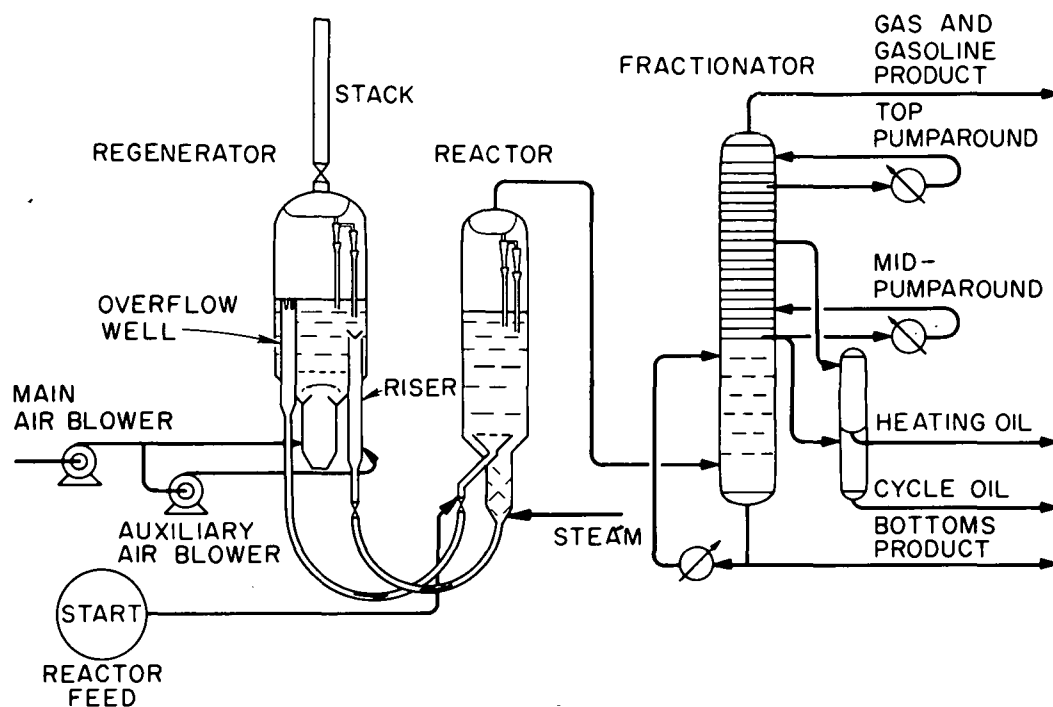 GAS AND
GASOLINE
PRODUCT
FRACTIONATOR
STACK
TOP
PUMPAROUND
REGENERATOR
REACTOR
MID-
PUMPAROUND
OVERFLOW
WELL
RISER
MAIN
AIR BLOWER
HEATING OIL
CYCLE OIL
AUXILIARY
AIR BLOWER
STEAM
BOTTOMS
PRODUCT
START
REACTOR
FEED